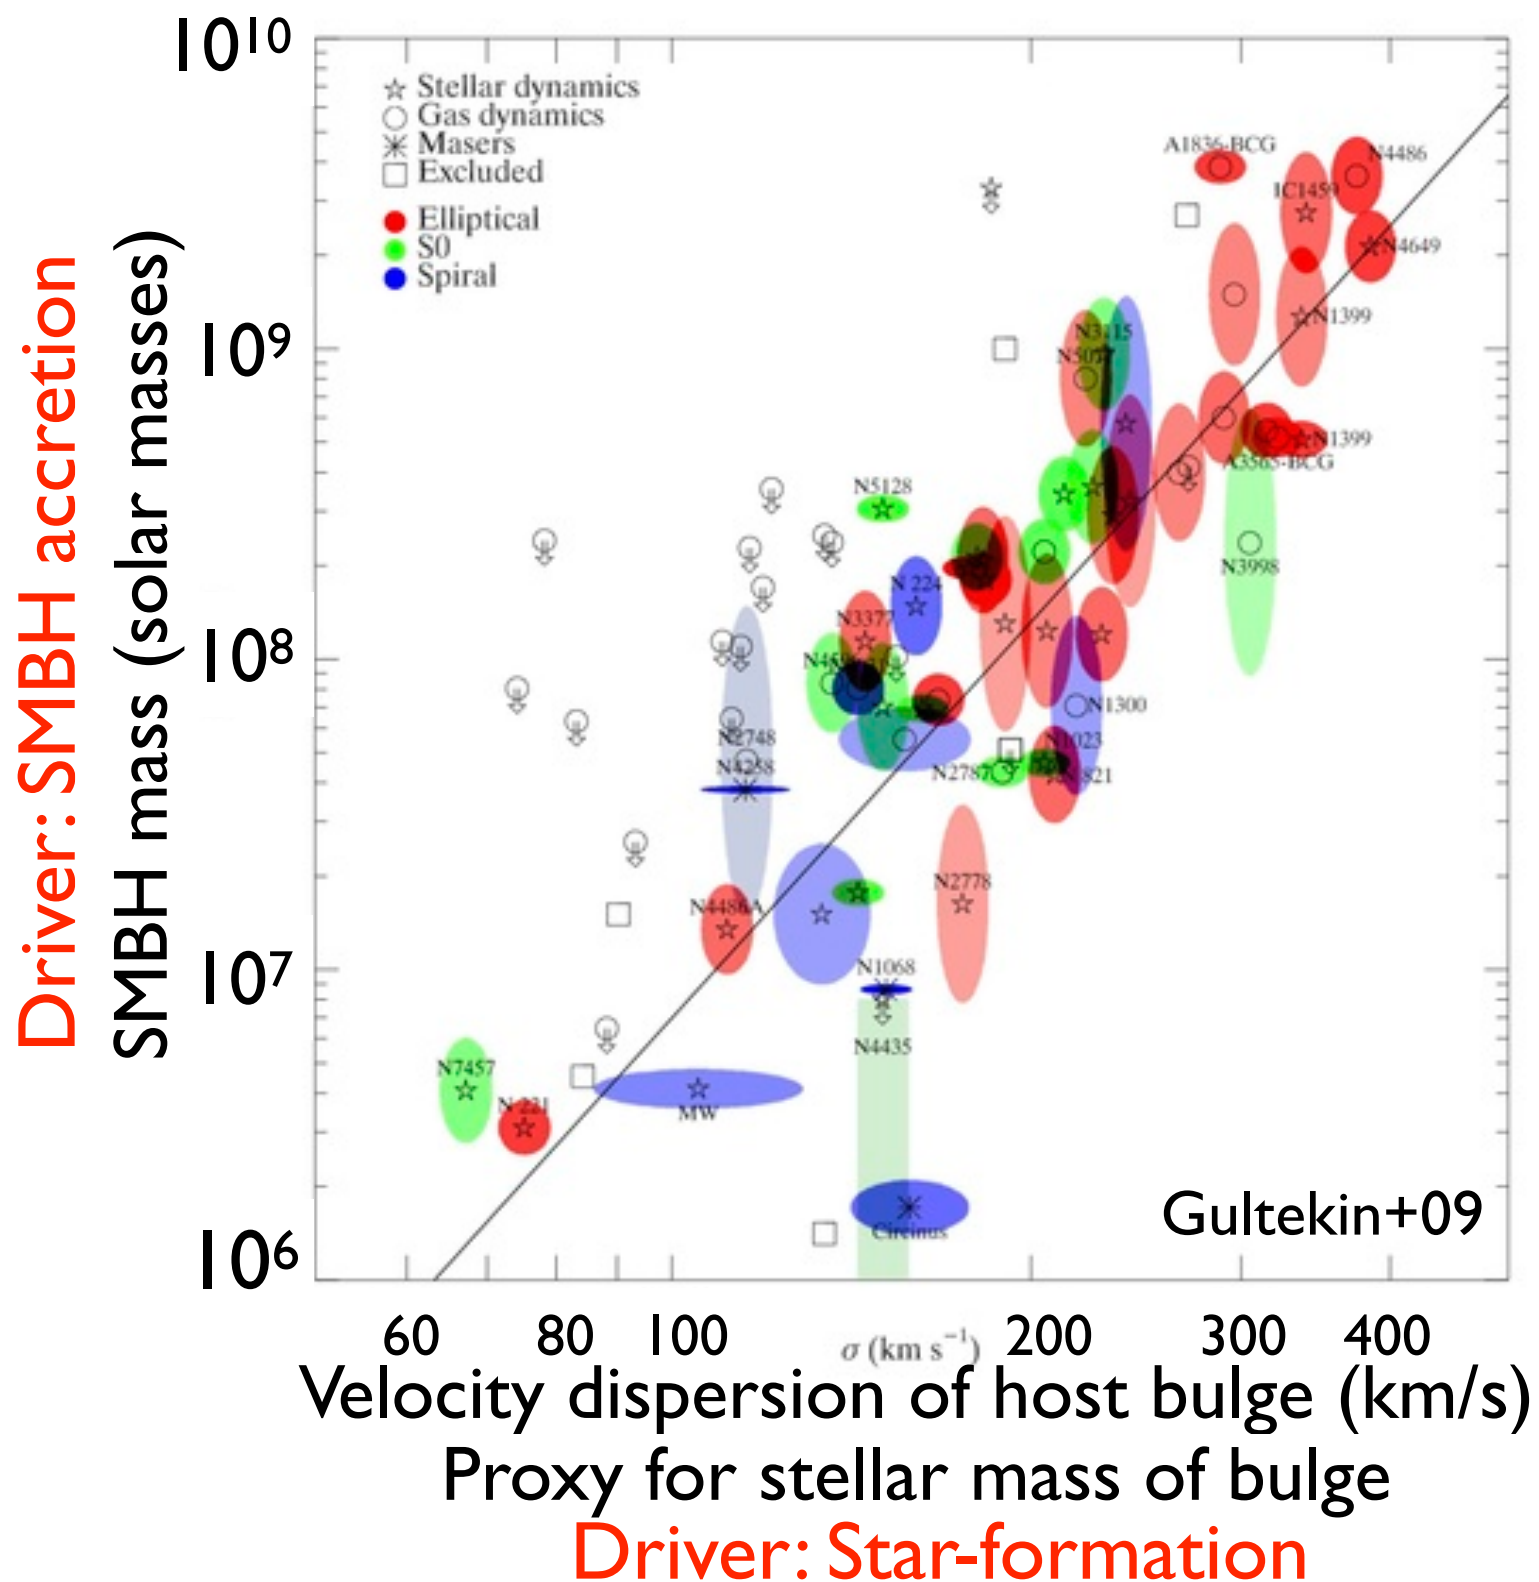 10^10
Stellar dynamics
Gas dynamics
Masers
Excluded
Elliptical
S0
Spiral
A1836-BCG
N4486
IC1459
N4649
N1399
10^9
N3115
N1399
A3565-BCG
N5128
N3998
N 224
N3377
10^8
N1300
N2748
N1023
N4258
N2787
821
N2778
N4486A
10^7
N1068
N4435
N7457
N 221
MW
Circinus
Gultekin+09
10^6
60 80 100 σ (km s⁻¹) 200 300 400
Velocity dispersion of host bulge (km/s)
Proxy for stellar mass of bulge
Driver: Star-formation
Driver: SMBH accretion
SMBH mass (solar masses)